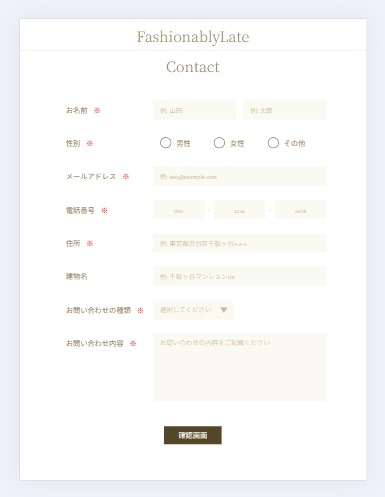 FashionablyLate
Contact
お名前 ※ 例: 山田 例: 太郎
性別 ※ 男性 女性 その他
メールアドレス ※ 例: test@example.com
電話番号 ※ 080 - 1234 - 5678
住所 ※ 例: 東京都渋谷区千駄ヶ谷1-2-3
建物名 例: 千駄ヶ谷マンション101
お問い合わせの種類 ※ 選択してください ▼
お問い合わせ内容 ※ お問い合わせの内容をご記載ください
確認画面